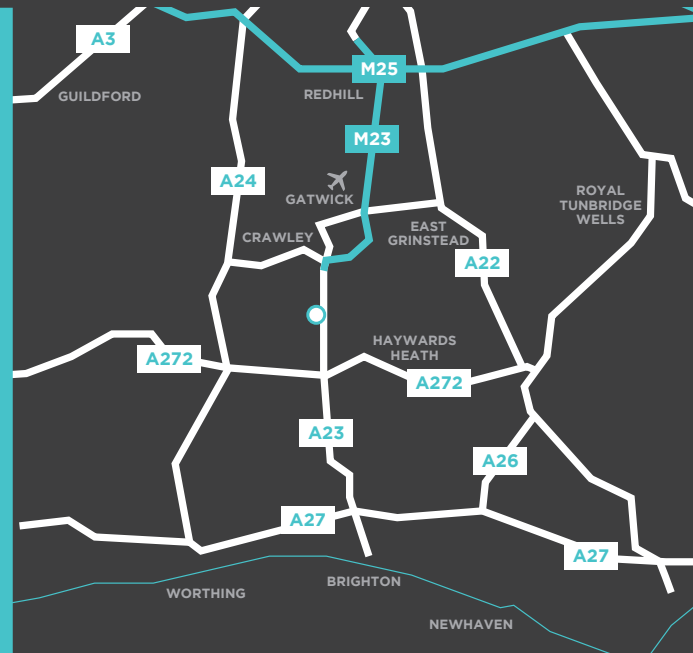 A3
M25
GUILDFORD
REDHILL
M23
A24
GATWICK
ROYAL
TUNBRIDGE
WELLS
CRAWLEY
EAST
GRINSTEAD
A22
HAYWARDS
HEATH
A272
A272
A23
A26
A27
A27
BRIGHTON
WORTHING
NEWHAVEN